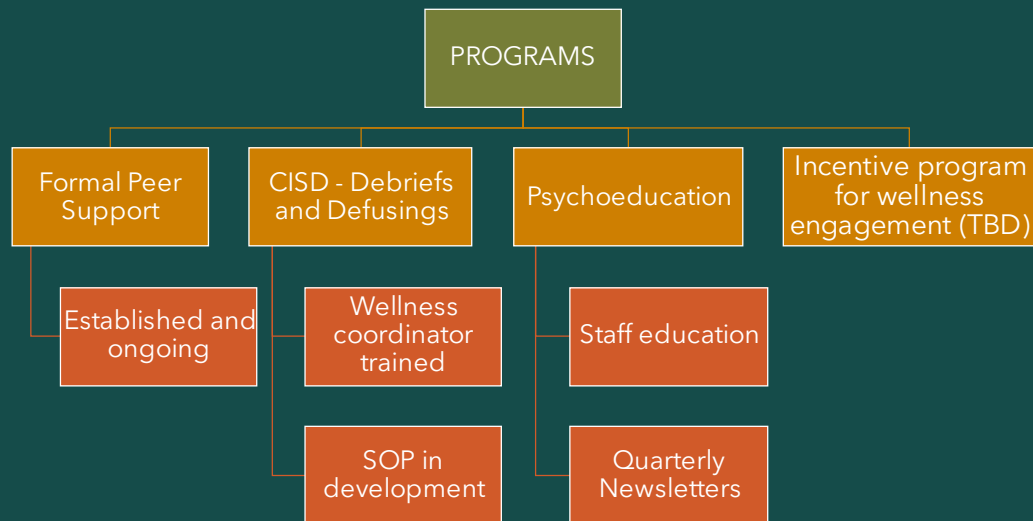 PROGRAMS
Formal Peer
Support
CISD - Debriefs
and Defusings
Psychoeducation
Incentive program
for wellness
engagement (TBD)
Established and
ongoing
Wellness
coordinator
trained
Staff education
SOP in
development
Quarterly
Newsletters